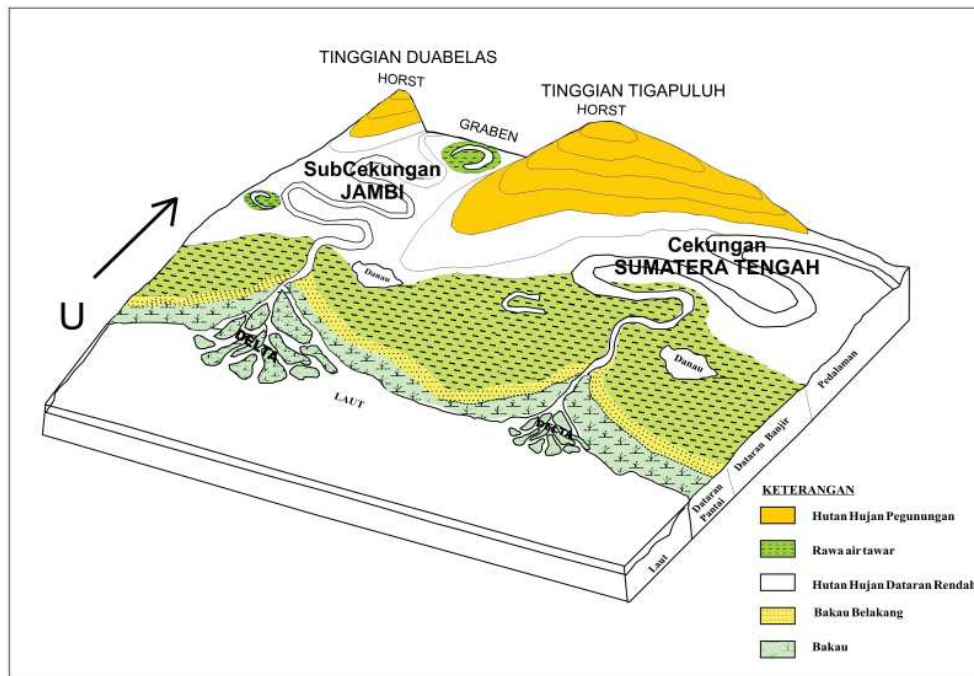 TINGGIAN DUABELAS
HORST
TINGGIAN TIGAPULUH
HORST
GRABEN
SubCekungan
JAMBI
Cekungan
SUMATERA TENGAH
Danau
U
DELTA
LAUT
Danau
DELTA
Pedalaman
Dataran Banjir
Dataran
Pantai
Laut
KETERANGAN
Hutan Hujan Pegunungan
Rawa air tawar
Hutan Hujan Dataran Rendah
Bakau Belakang
Bakau